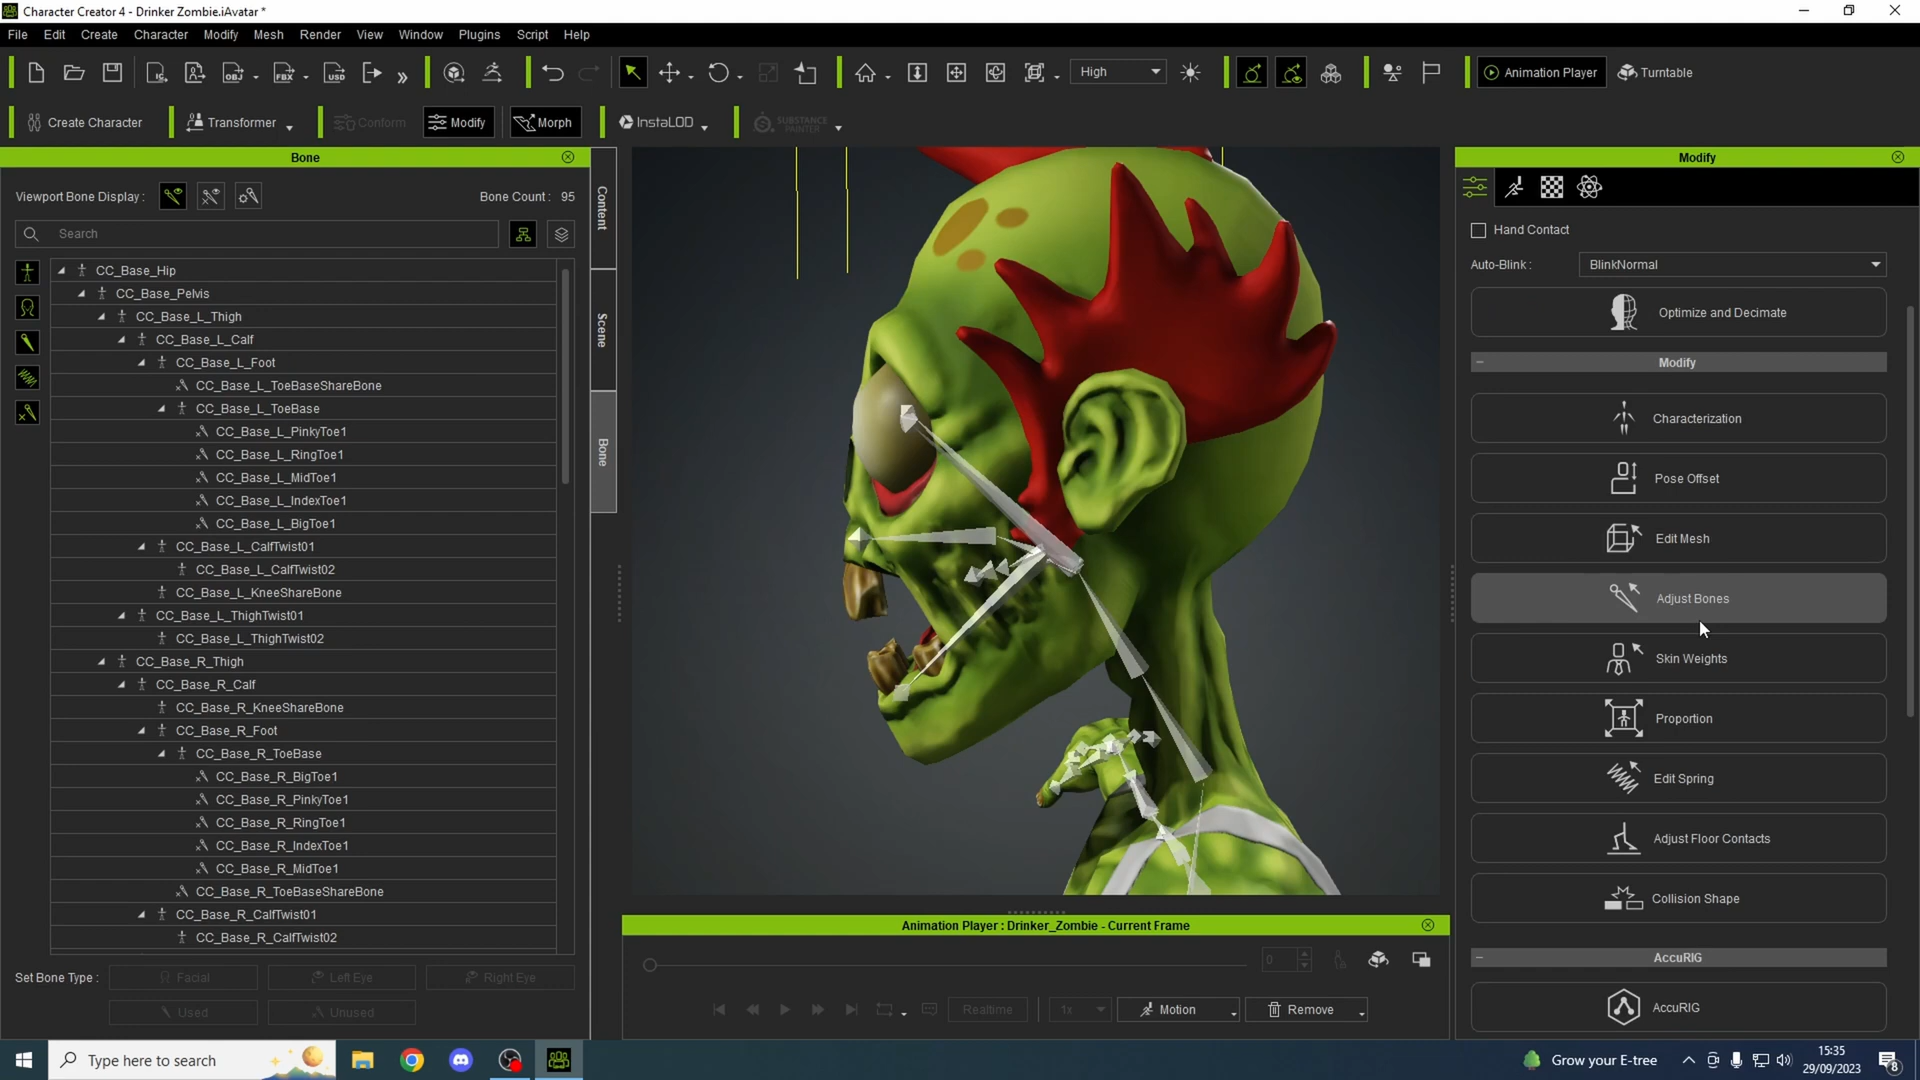 Character Creator 4 - Drinker Zombie.iAvatar *
File Edit Create Character Modify Mesh Render View Window Plugins Script Help
High Animation Player Turntable
Create Character Transformer Conform Modify Morph InstaLOD SUBSTANCE PAINTER
Bone
Viewport Bone Display : Bone Count : 95
Search
CC_Base_Hip
CC_Base_Pelvis
CC_Base_L_Thigh
CC_Base_L_Calf
CC_Base_L_Foot
CC_Base_L_ToeBaseShareBone
CC_Base_L_ToeBase
CC_Base_L_PinkyToe1
CC_Base_L_RingToe1
CC_Base_L_MidToe1
CC_Base_L_IndexToe1
CC_Base_L_BigToe1
CC_Base_L_CalfTwist01
CC_Base_L_CalfTwist02
CC_Base_L_KneeShareBone
CC_Base_L_ThighTwist01
CC_Base_L_ThighTwist02
CC_Base_R_Thigh
CC_Base_R_Calf
CC_Base_R_KneeShareBone
CC_Base_R_Foot
CC_Base_R_ToeBase
CC_Base_R_BigToe1
CC_Base_R_PinkyToe1
CC_Base_R_RingToe1
CC_Base_R_IndexToe1
CC_Base_R_MidToe1
CC_Base_R_ToeBaseShareBone
CC_Base_R_CalfTwist01
CC_Base_R_CalfTwist02
Set Bone Type : Facial Left Eye Right Eye
Used Unused
Content
Scene
Bone
Animation Player : Drinker_Zombie - Current Frame
0
Realtime 1x Motion Remove
Modify
Hand Contact
Auto-Blink : BlinkNormal
Optimize and Decimate
Modify
Characterization
Pose Offset
Edit Mesh
Adjust Bones
Skin Weights
Proportion
Edit Spring
Adjust Floor Contacts
Collision Shape
AccuRIG
AccuRIG
Type here to search
Grow your E-tree
15:35
29/09/2023
8